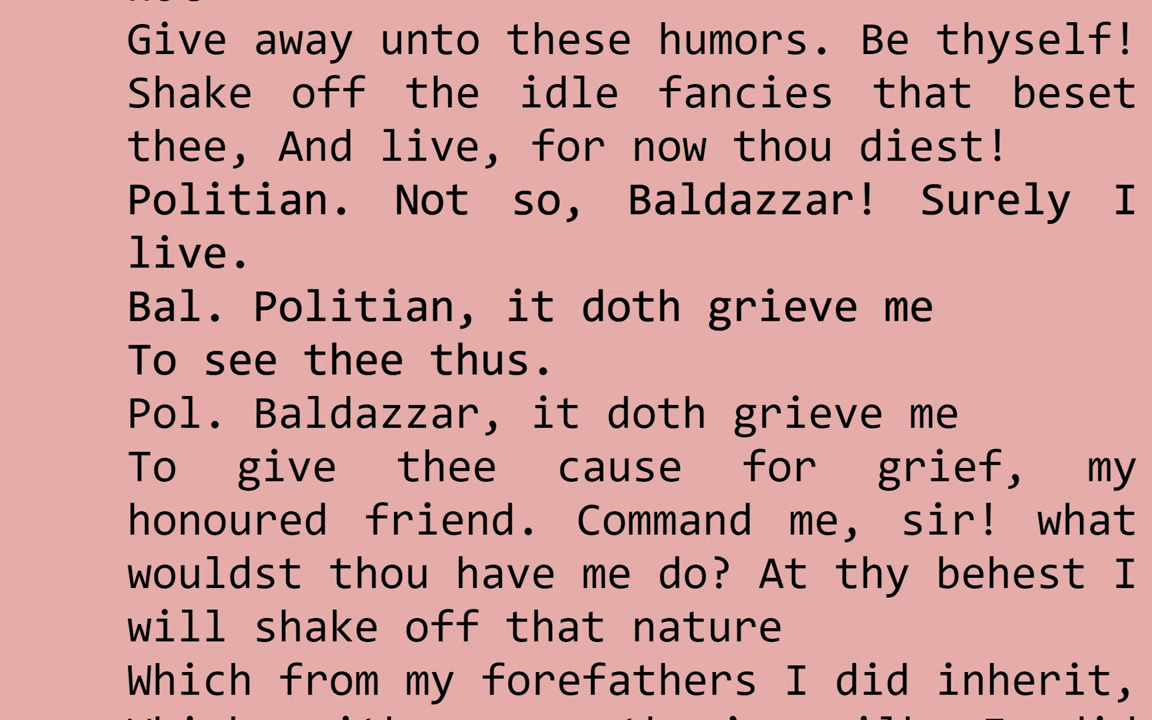 Give away unto these humors. Be thyself!
Shake off the idle fancies that beset
thee, And live, for now thou diest!
Politian. Not so, Baldazzar! Surely I
live.
Bal. Politian, it doth grieve me
To see thee thus.
Pol. Baldazzar, it doth grieve me
To give thee cause for grief, my
honoured friend. Command me, sir! what
wouldst thou have me do? At thy behest I
will shake off that nature
Which from my forefathers I did inherit,